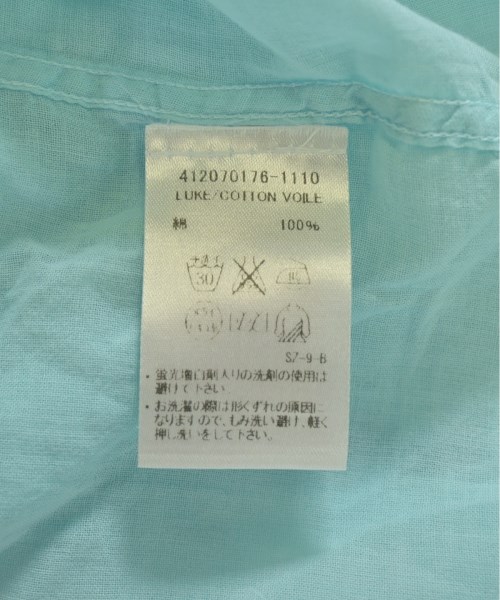 412070176-1110
LUKE/COTTON VOILE
綿 100%
30
SZ-9-B
・蛍光増白剤入りの洗剤の使用は
避けて下さい。
・お洗濯の際は形くずれの原因に
なりますので、もみ洗い避け、軽く
押し洗いをして下さい。